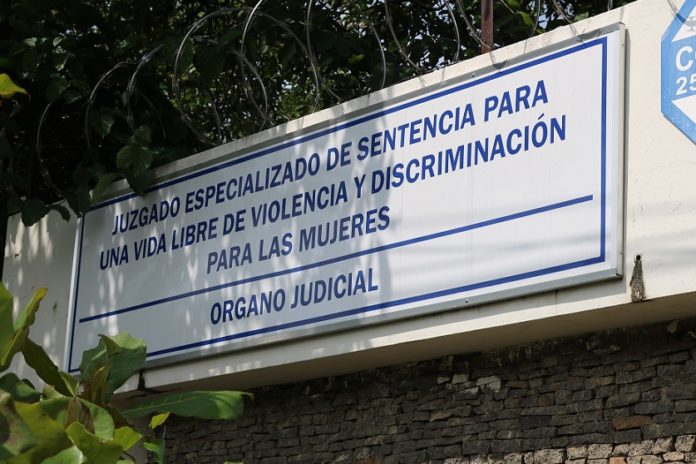 JUZGADO ESPECIALIZADO DE SENTENCIA PARA
UNA VIDA LIBRE DE VIOLENCIA Y DISCRIMINACIÓN
PARA LAS MUJERES
ORGANO JUDICIAL